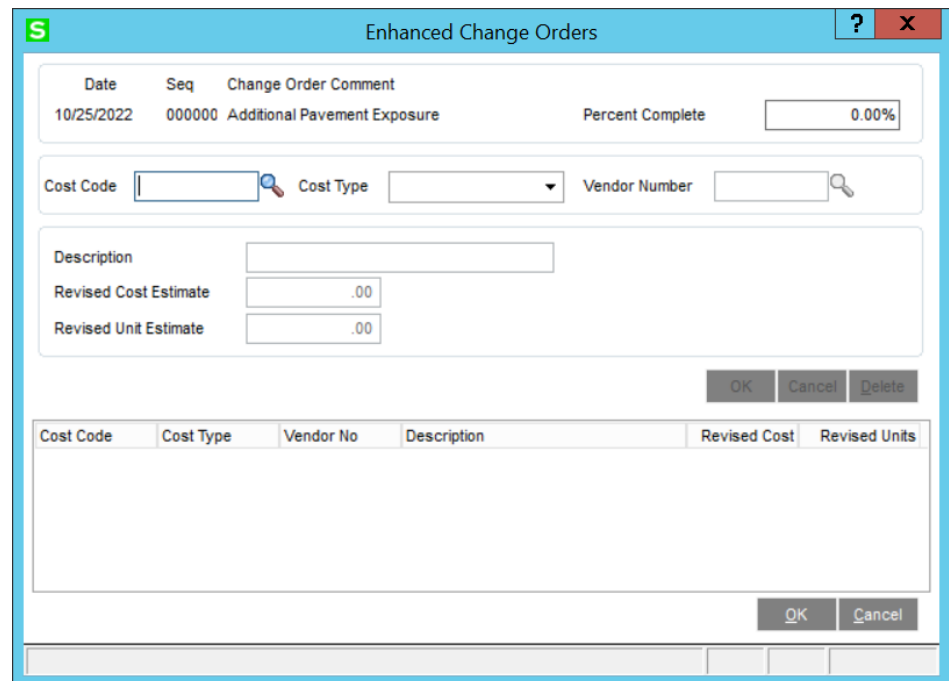 S Enhanced Change Orders ? X
Date Seq Change Order Comment
10/25/2022 000000 Additional Pavement Exposure Percent Complete 0.00%
Cost Code Cost Type Vendor Number
Description
Revised Cost Estimate .00
Revised Unit Estimate .00
OK Cancel Delete
Cost Code Cost Type Vendor No Description Revised Cost Revised Units
OK Cancel